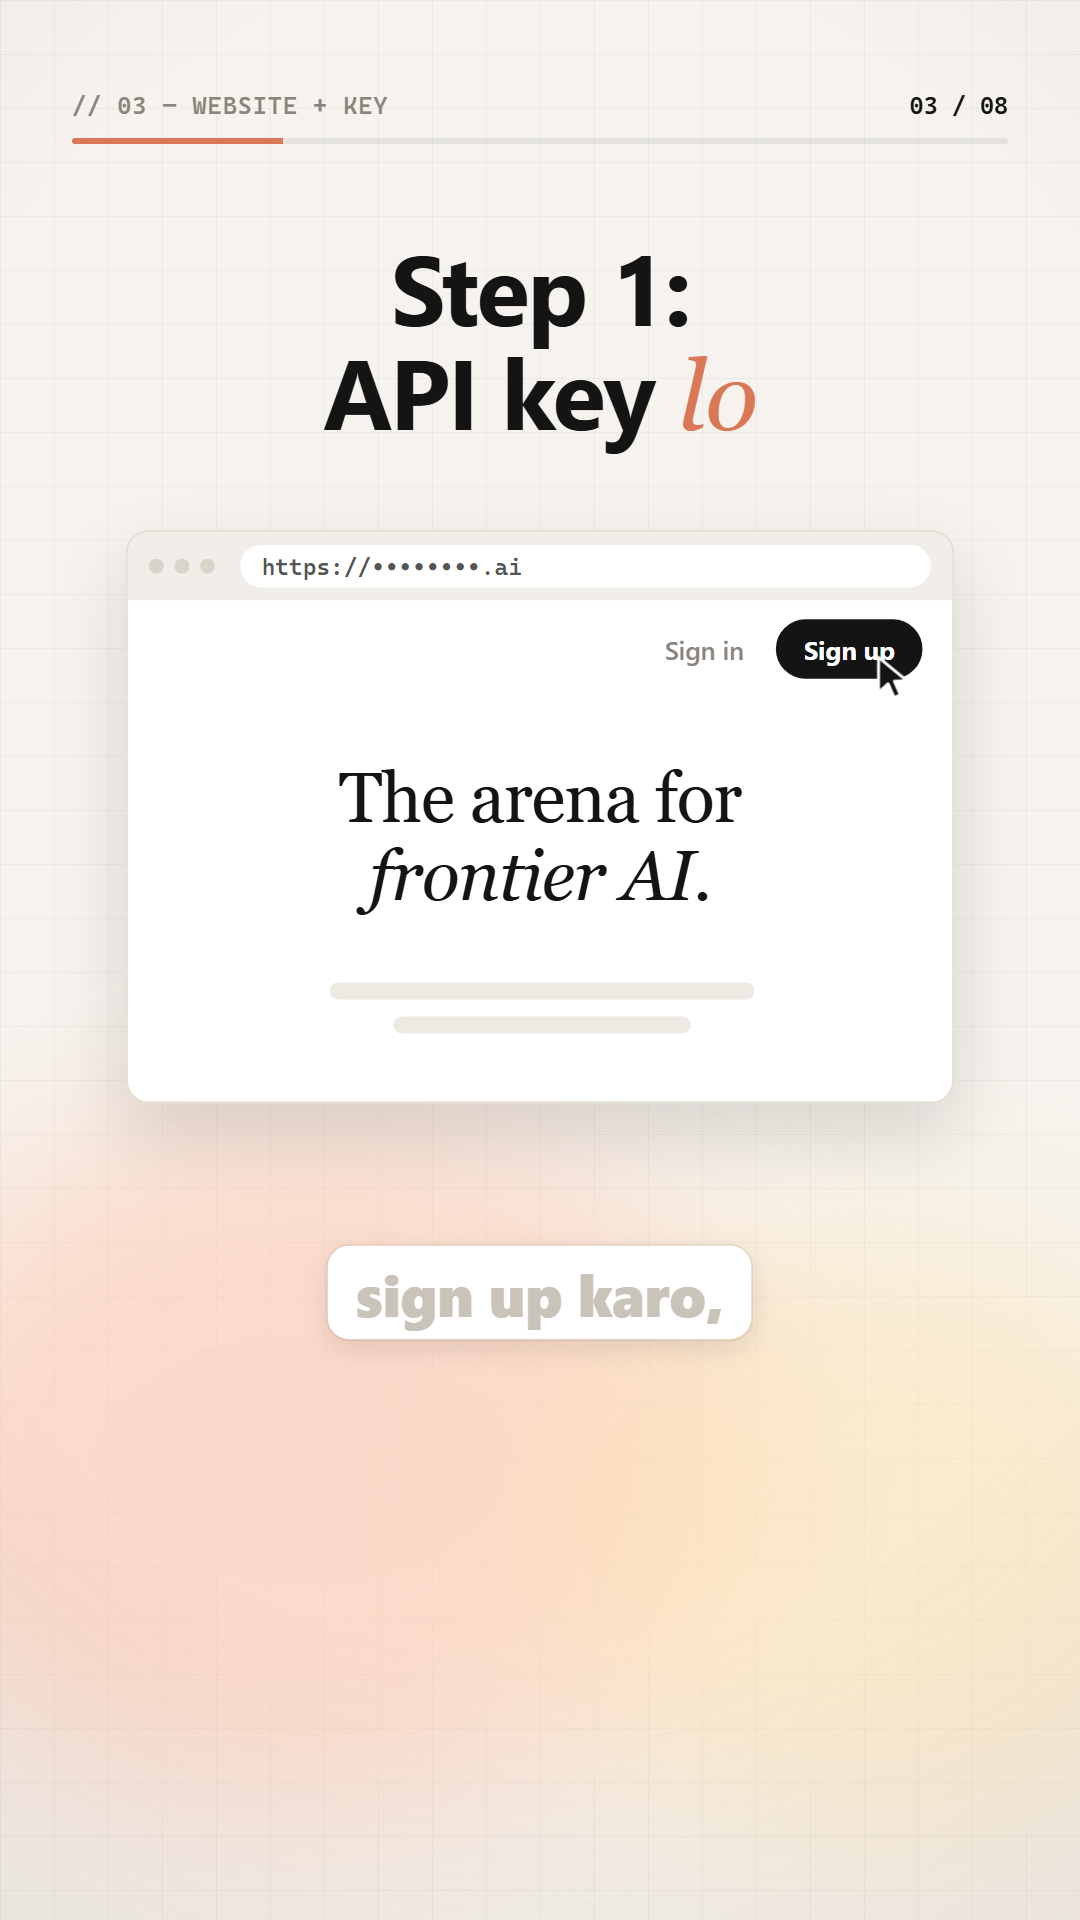 // 03 — WEBSITE + KEY
03 / 08
Step 1:
API key lo
https://••••••••.ai
Sign in
Sign up
The arena for
frontier AI.
sign up karo,